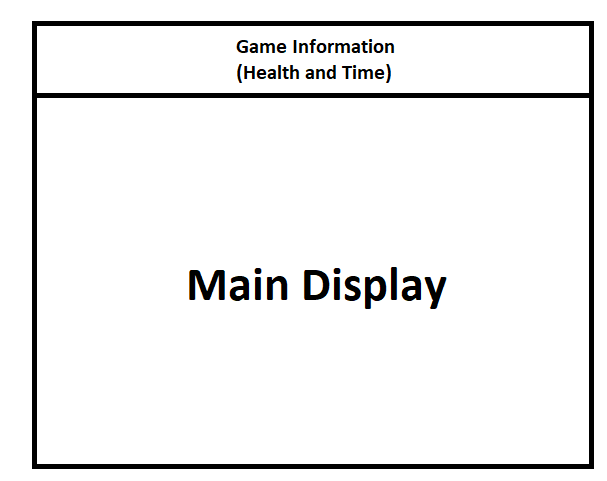 Game Information
(Health and Time)
Main Display